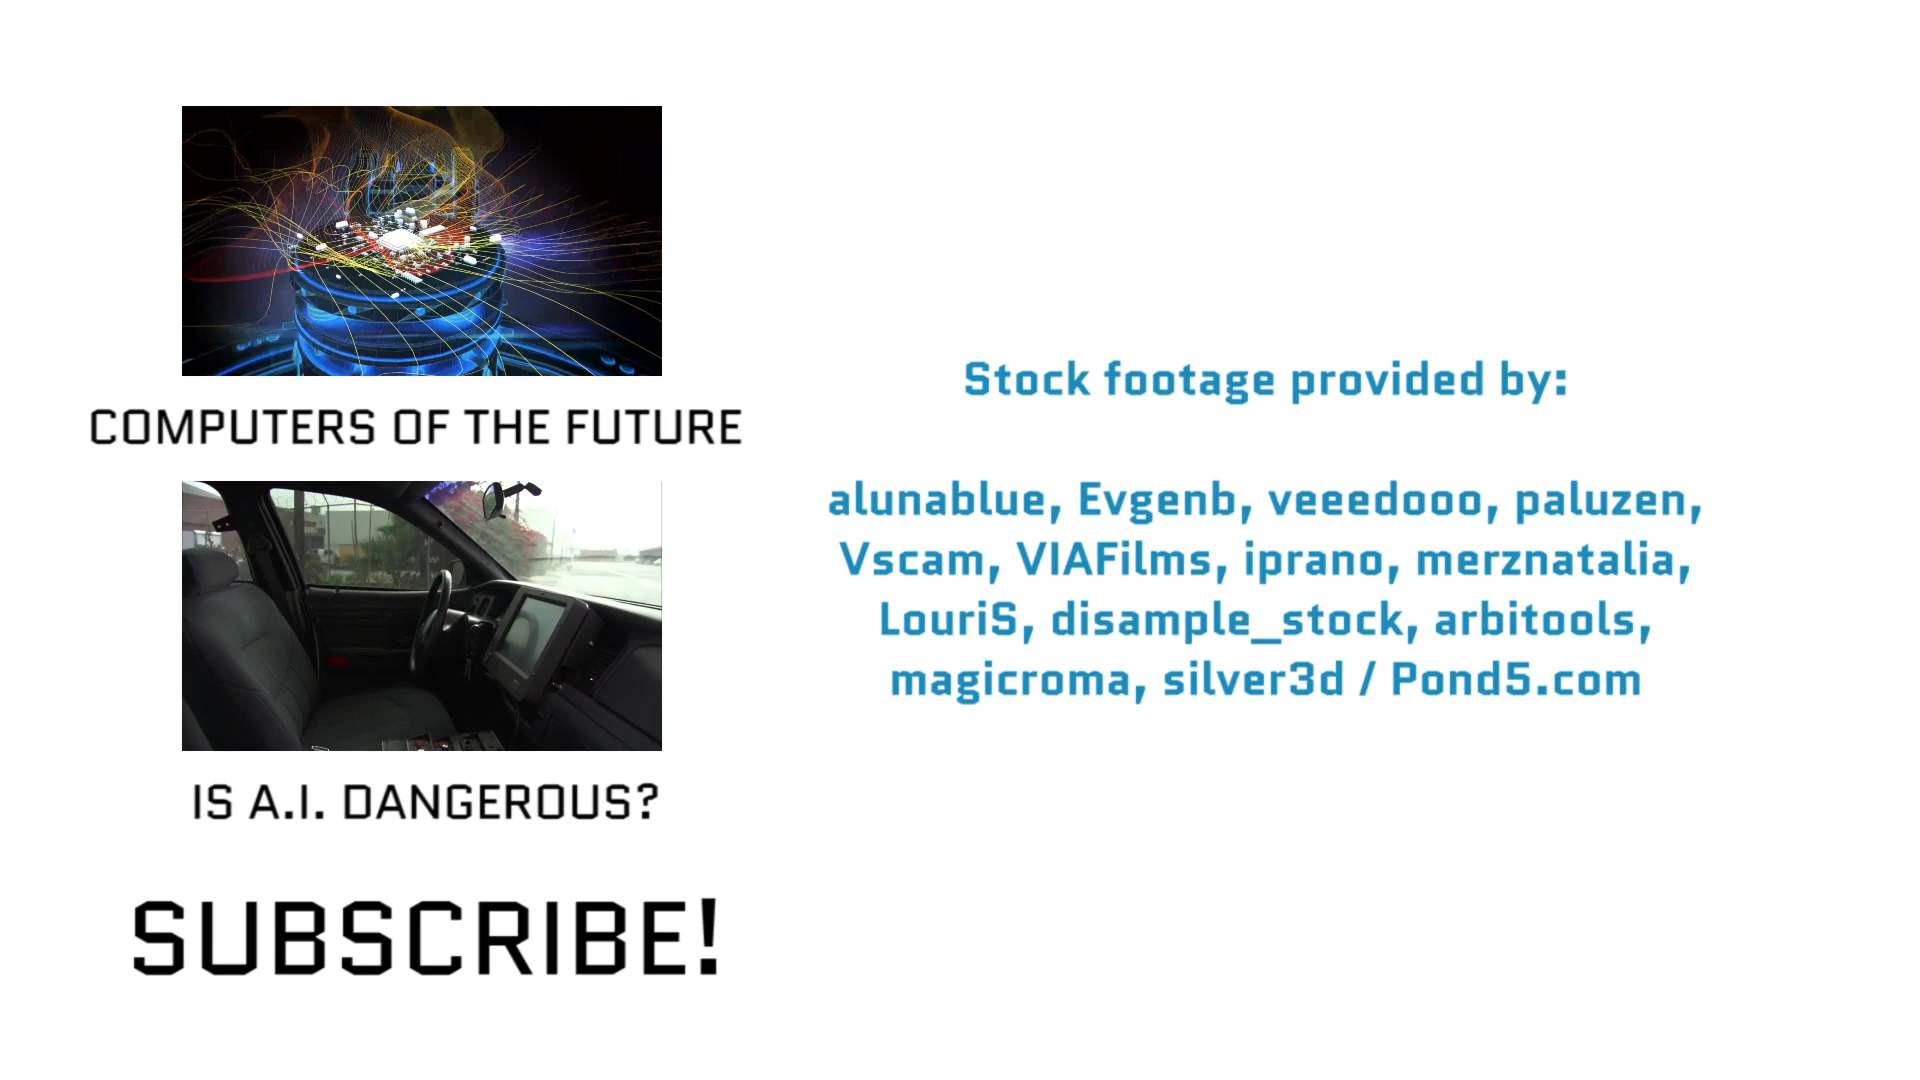 COMPUTERS OF THE FUTURE
IS A.I. DANGEROUS?
SUBSCRIBE!
Stock footage provided by:
alunablue, Evgenb, veeedooo, paluzen,
Vscam, VIAFilms, iprano, merznatalia,
LouriS, disample_stock, arbitools,
magicroma, silver3d / Pond5.com